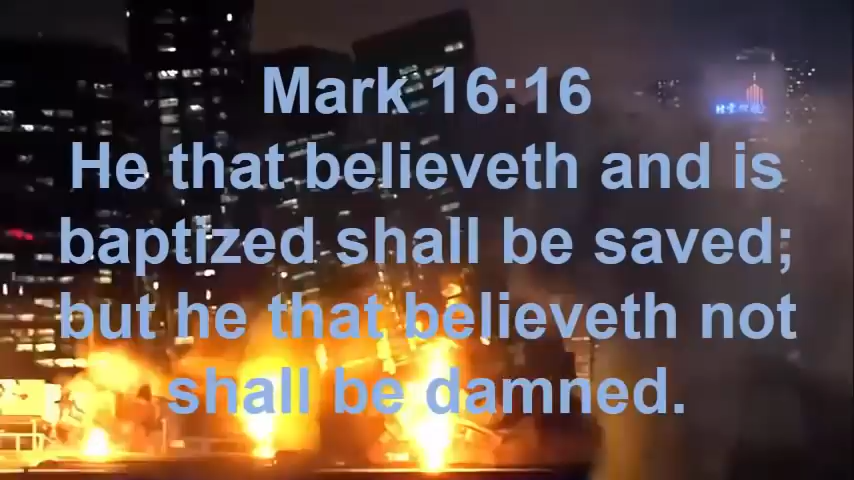 Mark 16:16
He that believeth and is
baptized shall be saved;
but he that believeth not
shall be damned.